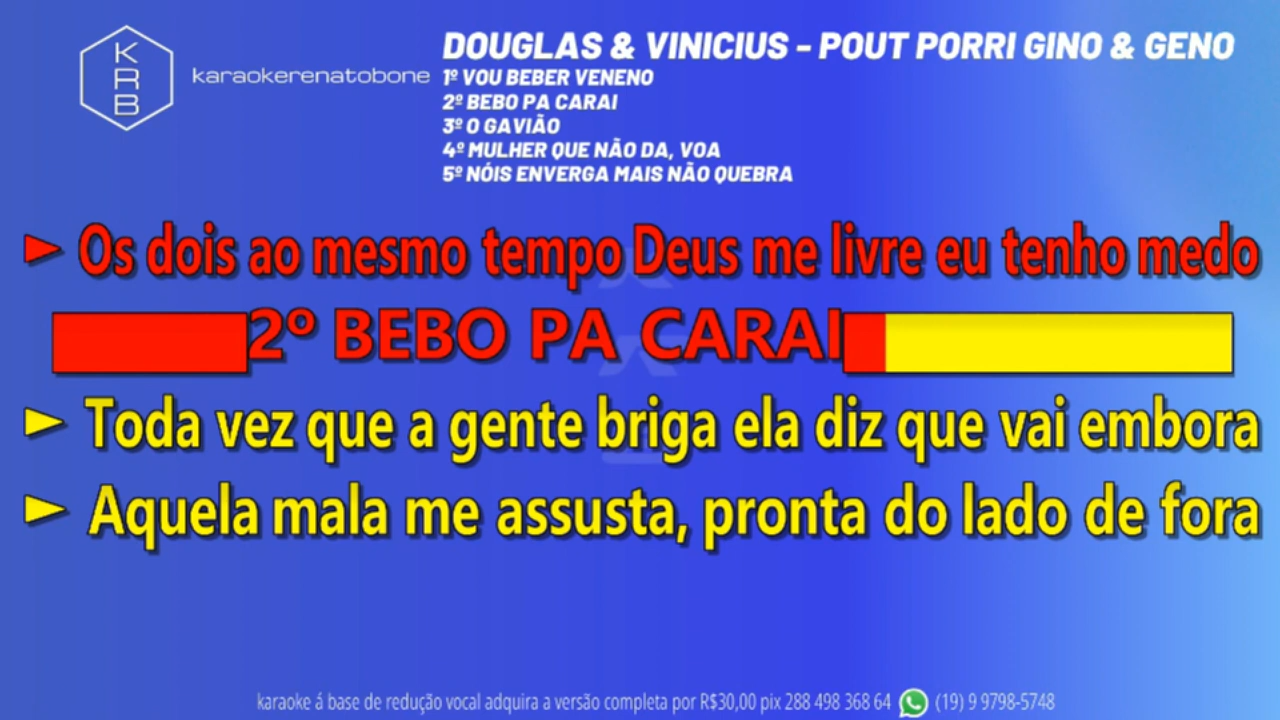 K
R
B
karaokerenatobone
DOUGLAS & VINICIUS - POUT PORRI GINO & GENO
1º VOU BEBER VENENO
2º BEBO PA CARAI
3º O GAVIÃO
4º MULHER QUE NÃO DA, VOA
5º NÓIS ENVERGA MAIS NÃO QUEBRA
► Os dois ao mesmo tempo Deus me livre eu tenho medo
2º BEBO PA CARAI
► Toda vez que a gente briga ela diz que vai embora
► Aquela mala me assusta, pronta do lado de fora
karaoke á base de redução vocal adquira a versão completa por R$30,00 pix 288 498 368 64 (19) 9 9798-5748